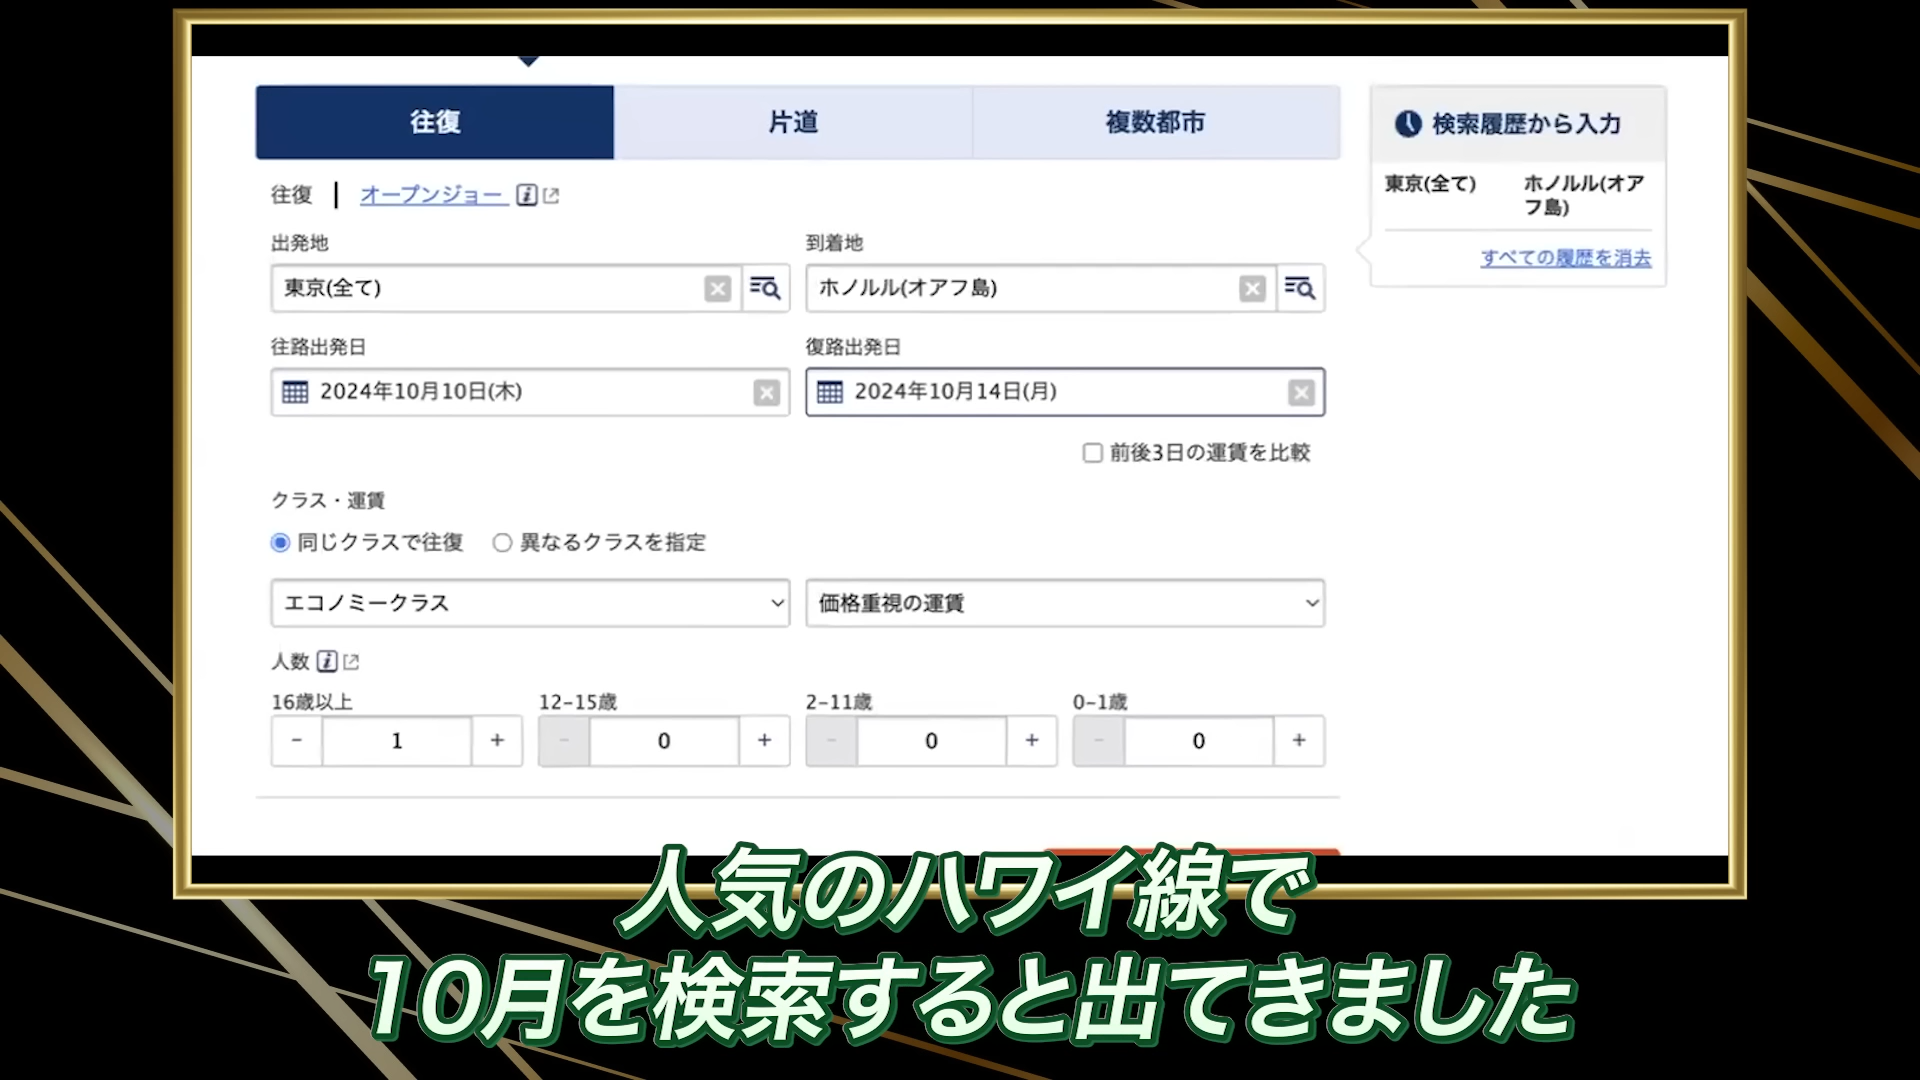 往復
片道
複数都市
検索履歴から入力
東京(全て)
ホノルル(オア
フ島)
すべての履歴を消去
往復 | オープンジョー
出発地
到着地
東京(全て)
ホノルル(オアフ島)
往路出発日
復路出発日
2024年10月10日(木)
2024年10月14日(月)
前後3日の運賃を比較
クラス・運賃
同じクラスで往復
異なるクラスを指定
エコノミークラス
価格重視の運賃
人数
16歳以上
12-15歳
2-11歳
0-1歳
- 1 +
- 0 +
- 0 +
- 0 +
人気のハワイ線で
10月を検索すると出てきました